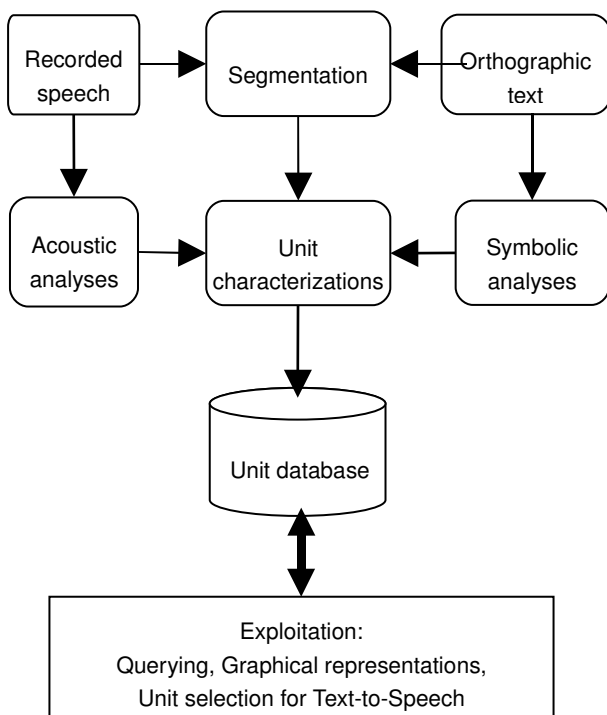 Recorded
speech
Segmentation
Orthographic
text
Acoustic
analyses
Unit
characterizations
Symbolic
analyses
Unit database
Exploitation:
Querying, Graphical representations,
Unit selection for Text-to-Speech